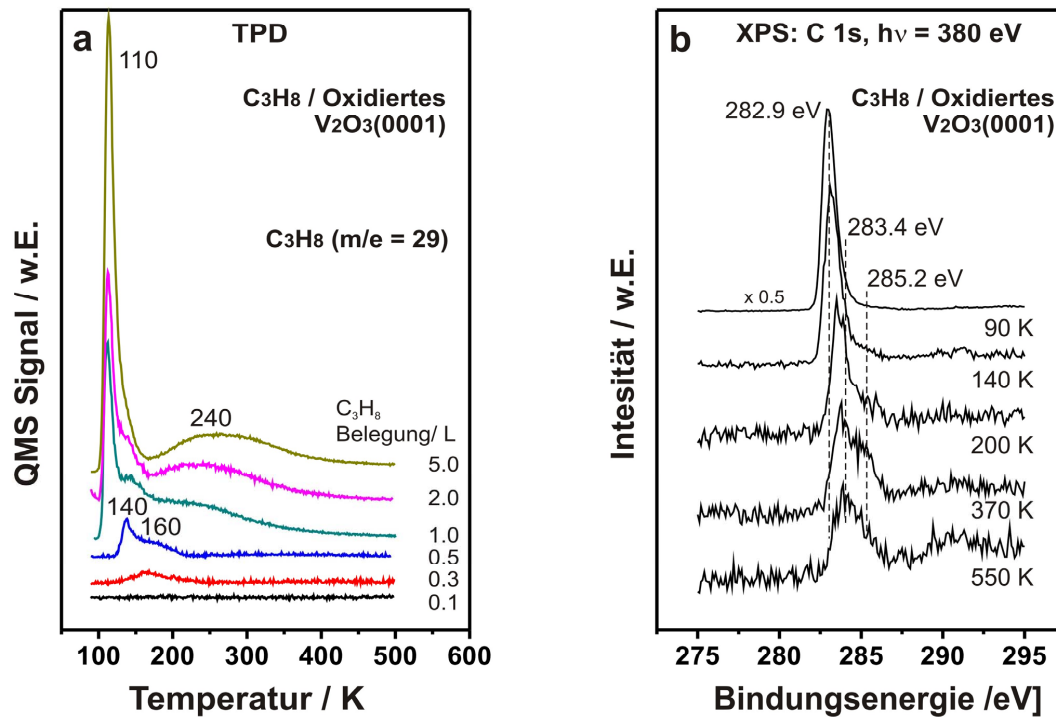 a
TPD
110
C3H8 / Oxidiertes
V2O3(0001)
C3H8 (m/e = 29)
240
C3H8
Belegung/ L
5.0
2.0
140
160
1.0
0.5
0.3
0.1
QMS Signal / w.E.
100 200 300 400 500 600
Temperatur / K
b
XPS: C 1s, hν = 380 eV
C3H8 / Oxidiertes
V2O3(0001)
282.9 eV
283.4 eV
285.2 eV
x 0.5
90 K
140 K
200 K
370 K
550 K
Intesität / w.E.
275 280 285 290 295
Bindungsenergie /eV]